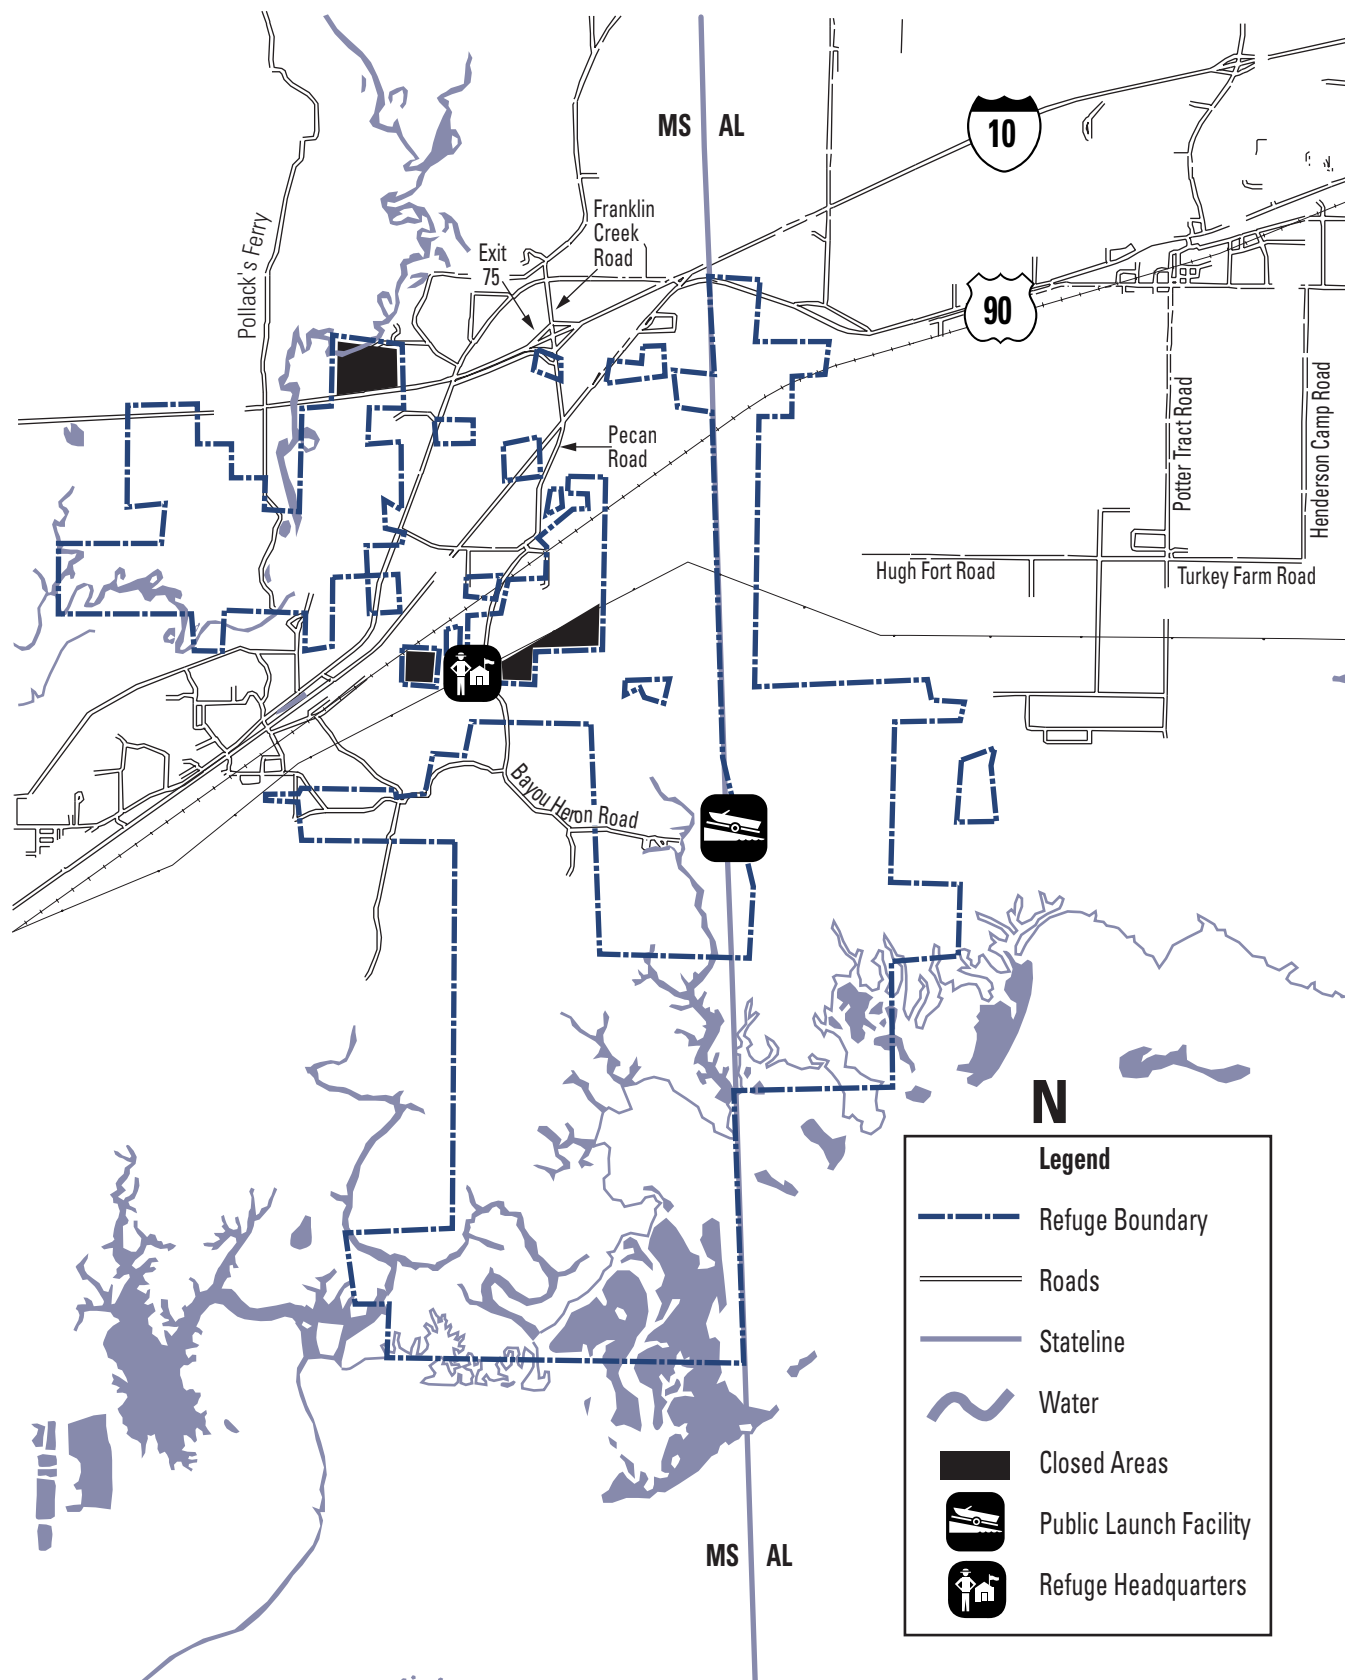 MS AL
10
Franklin
Creek
Road
Exit
75
Pollack's Ferry
90
Pecan
Road
Potter Tract Road
Henderson Camp Road
Hugh Fort Road
Turkey Farm Road
Bayou Heron Road
N
Legend
Refuge Boundary
Roads
Stateline
Water
Closed Areas
Public Launch Facility
Refuge Headquarters
MS AL